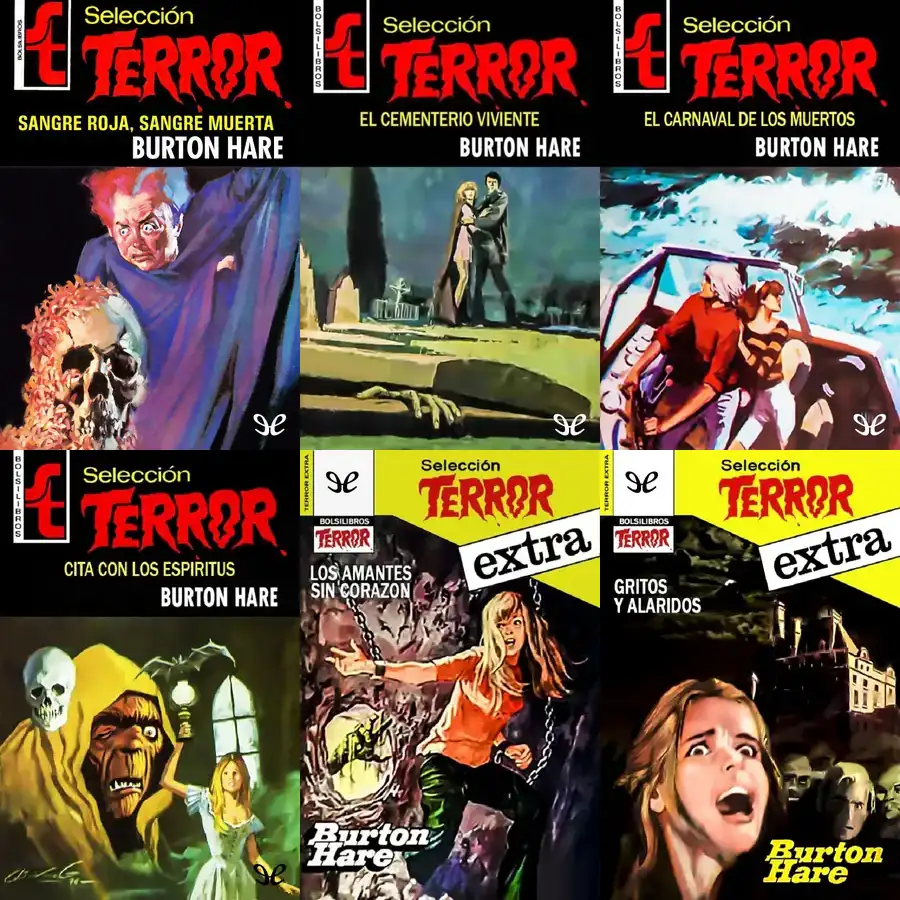 BOLSILIBROS
Selección
TERROR
SANGRE ROJA, SANGRE MUERTA
BURTON HARE
BOLSILIBROS
Selección
TERROR
EL CEMENTERIO VIVIENTE
BURTON HARE
BOLSILIBROS
Selección
TERROR
EL CARNAVAL DE LOS MUERTOS
BURTON HARE
BOLSILIBROS
Selección
TERROR
CITA CON LOS ESPÍRITUS
BURTON HARE
TERROR EXTRA
Selección
TERROR
extra
BOLSILIBROS
TERROR
LOS AMANTES
SIN CORAZON
Burton
Hare
TERROR EXTRA
Selección
TERROR
extra
BOLSILIBROS
TERROR
GRITOS
Y ALARIDOS
Burton
Hare